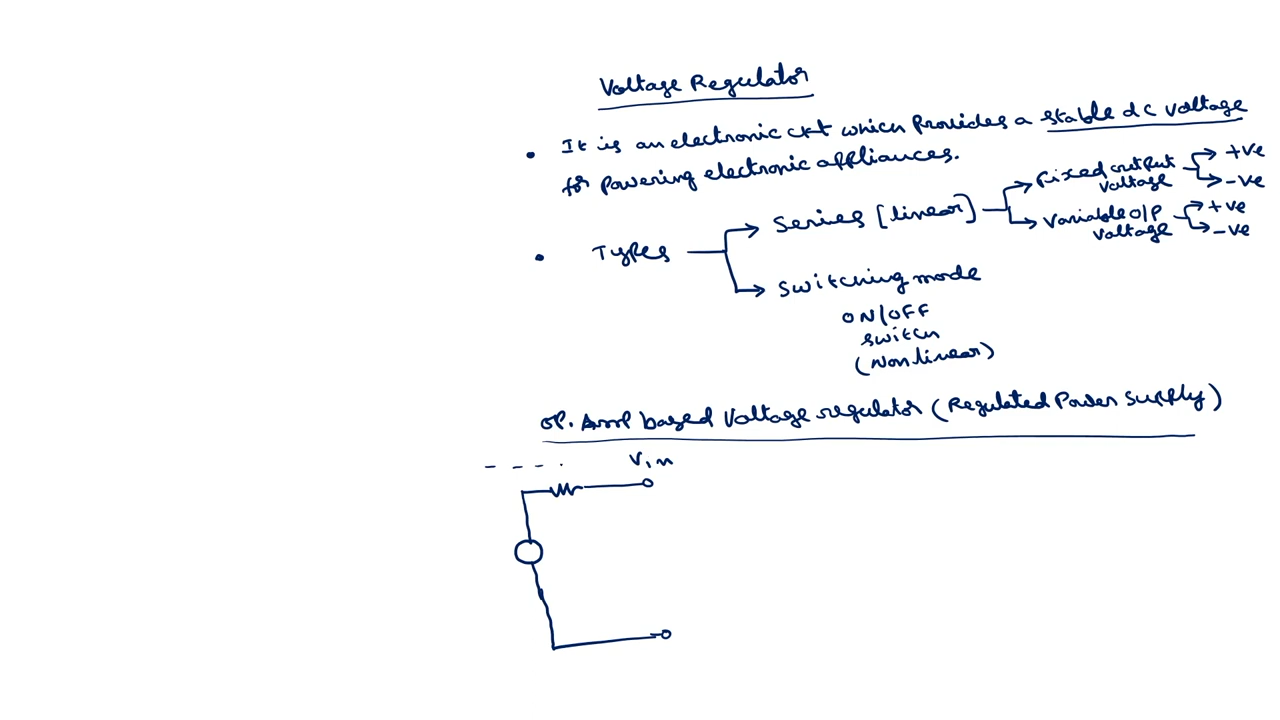 Voltage Regulator
• It is an electronic ckt which provides a stable dc voltage
for powering electronic appliances.
• Types
Series [linear]
Fixed output voltage
+ve
-ve
Variable O/P voltage
+ve
-ve
Switching mode
ON/OFF
switch
(Non linear)
OP. Amp based Voltage regulator (Regulated Power Supply)
Vin